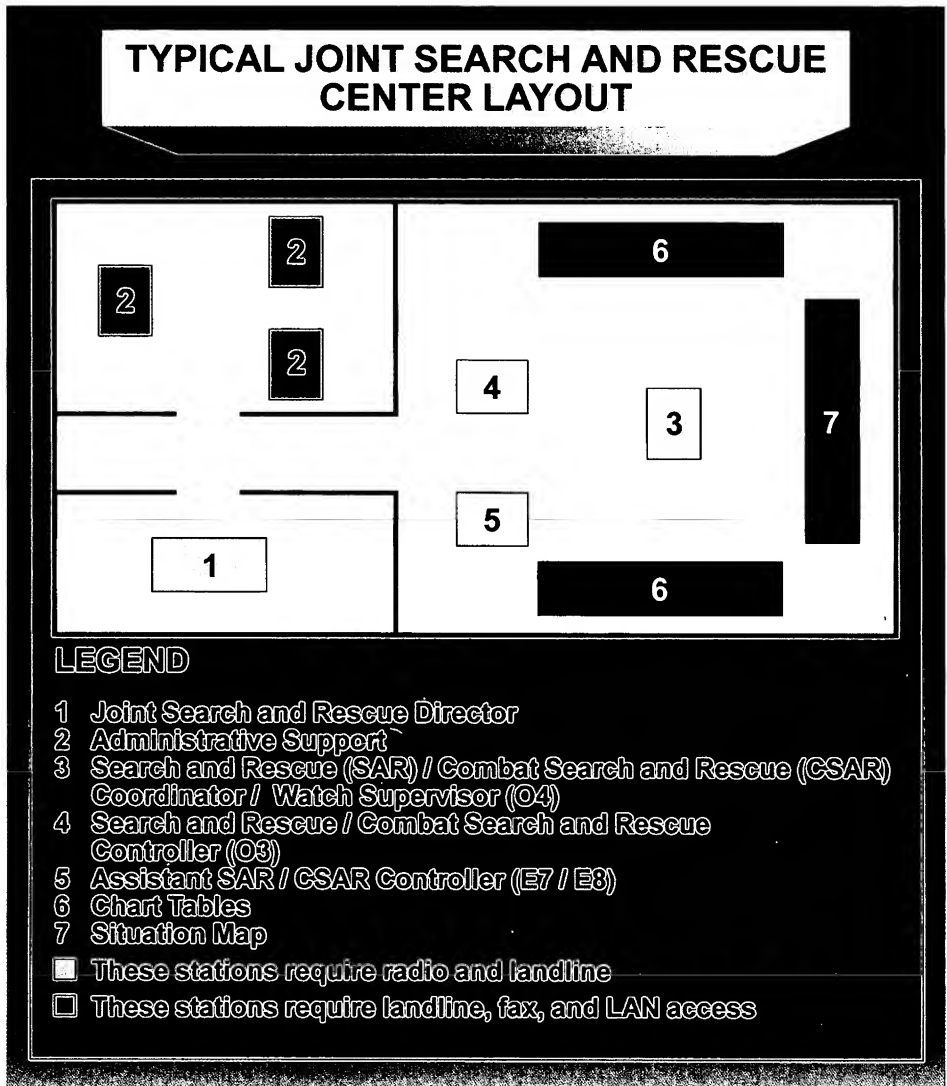 TYPICAL JOINT SEARCH AND RESCUE
CENTER LAYOUT
2
2
2
6
4
3
7
5
1
6
LEGEND
1 Joint Search and Rescue Director
2 Administrative Support
3 Search and Rescue (SAR) / Combat Search and Rescue (CSAR)
Coordinator / Watch Supervisor (O4)
4 Search and Rescue / Combat Search and Rescue
Controller (O3)
5 Assistant SAR / CSAR Controller (E7 / E8)
6 Chart Tables
7 Situation Map
These stations require radio and landline
These stations require landline, fax, and LAN access